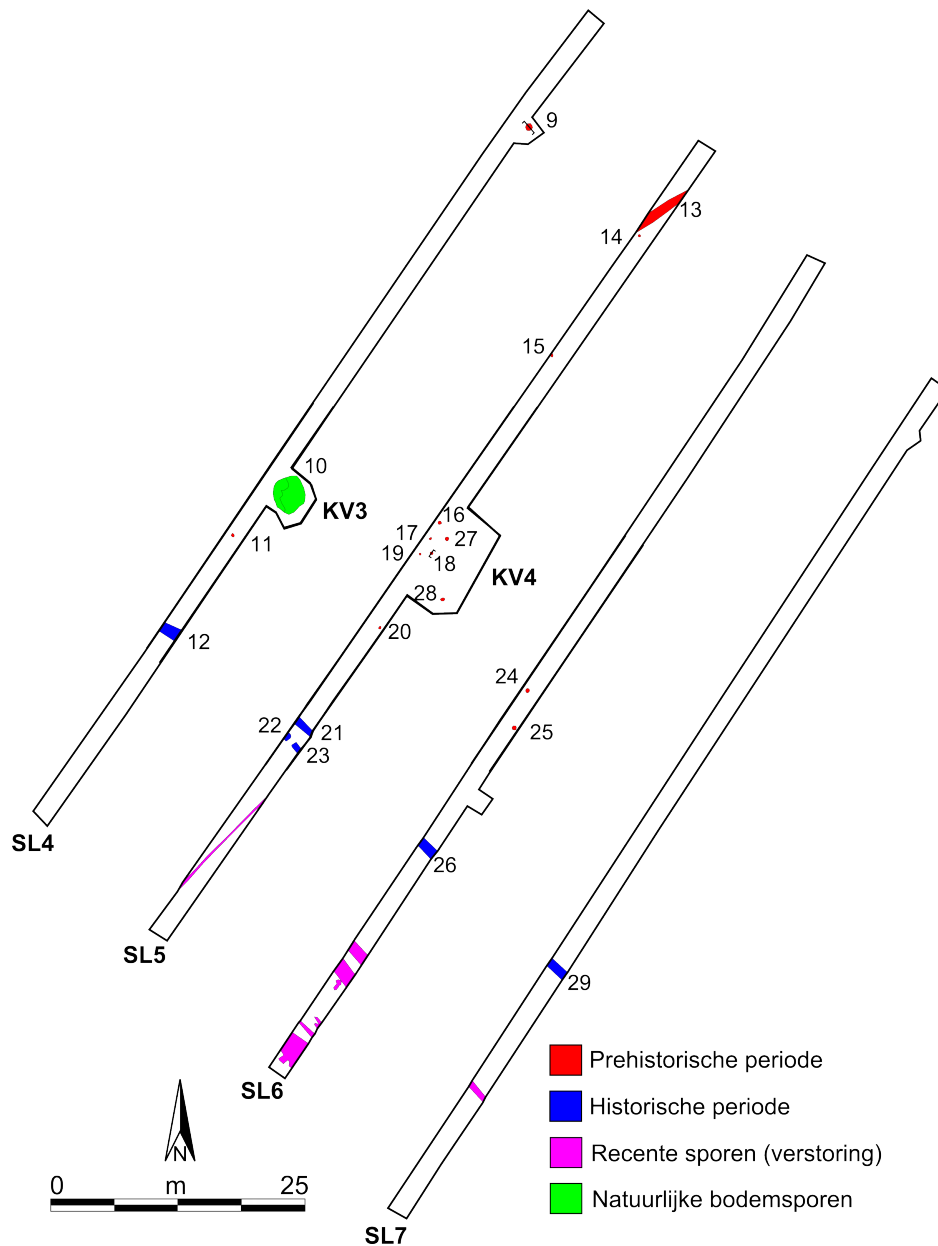 9
13
14
15
10
KV3
16
17
27
11
19
18
KV4
28
20
12
24
22
21
25
23
SL4
26
SL5
29
Prehistorische periode
SL6
Historische periode
N
Recente sporen (verstoring)
0 m 25
Natuurlijke bodemsporen
SL7